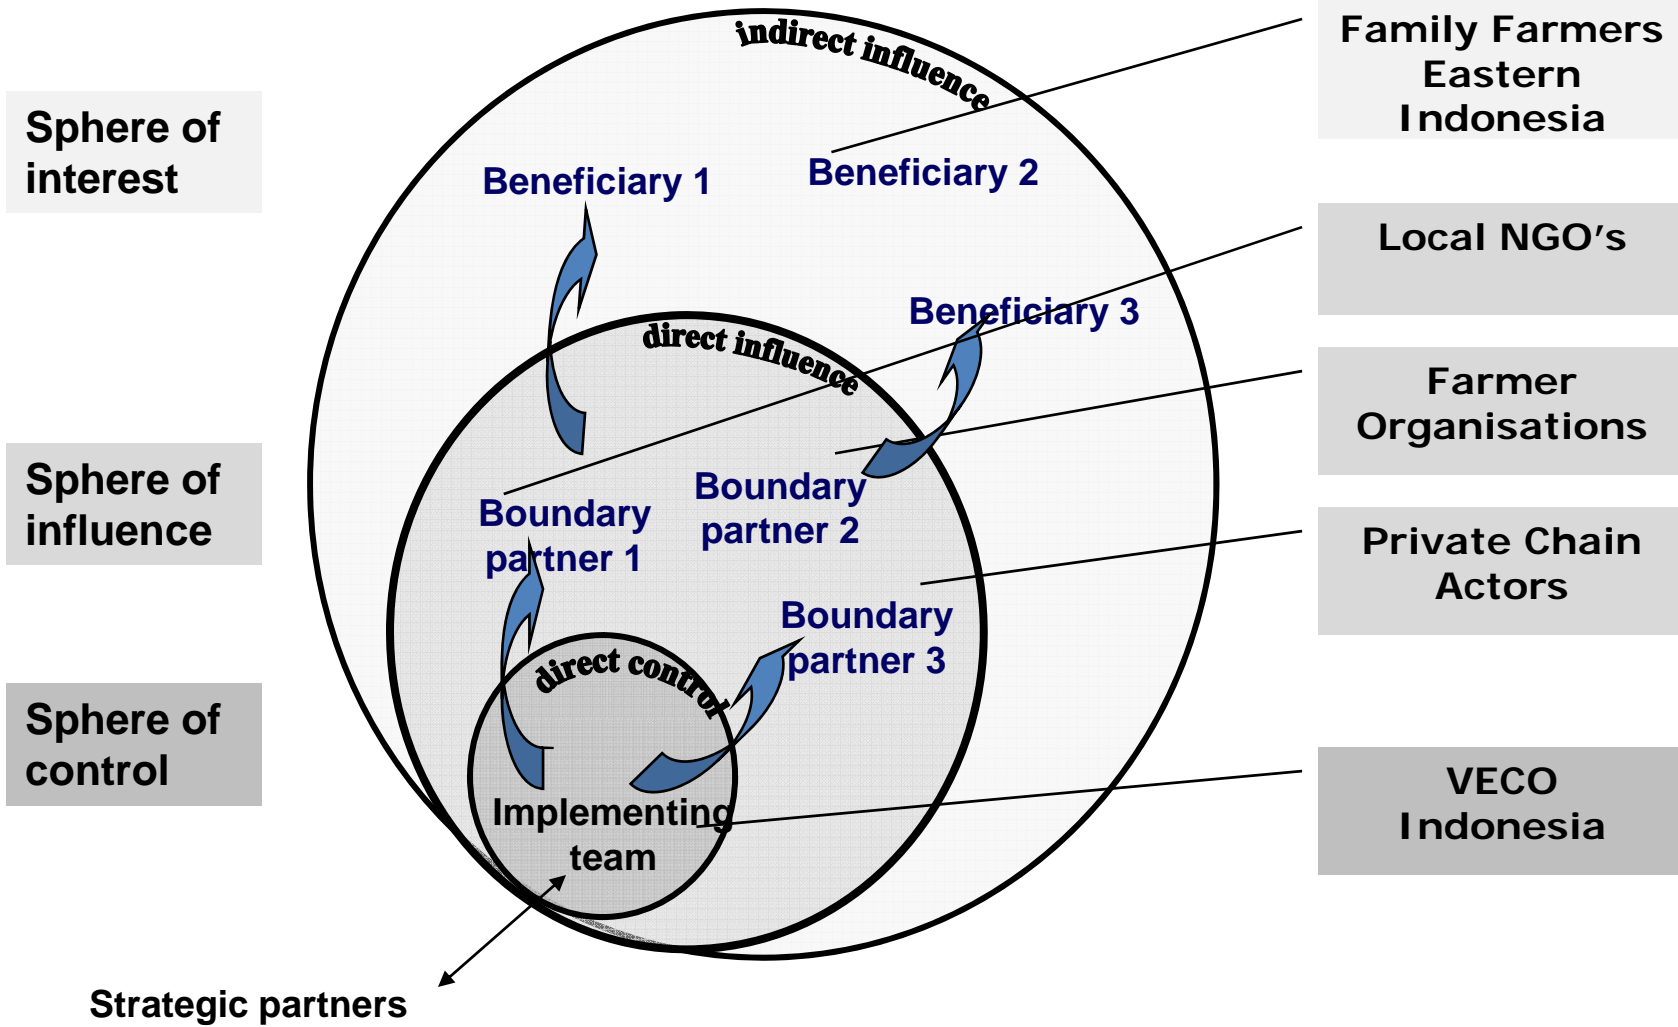 indirect influence
Family Farmers
Eastern
Indonesia
Sphere of
interest
Beneficiary 1
Beneficiary 2
Local NGO's
Beneficiary 3
direct influence
Farmer
Organisations
Sphere of
influence
Boundary
partner 1
Boundary
partner 2
Private Chain
Actors
Boundary
partner 3
direct control
Sphere of
control
Implementing
team
VECO
Indonesia
Strategic partners